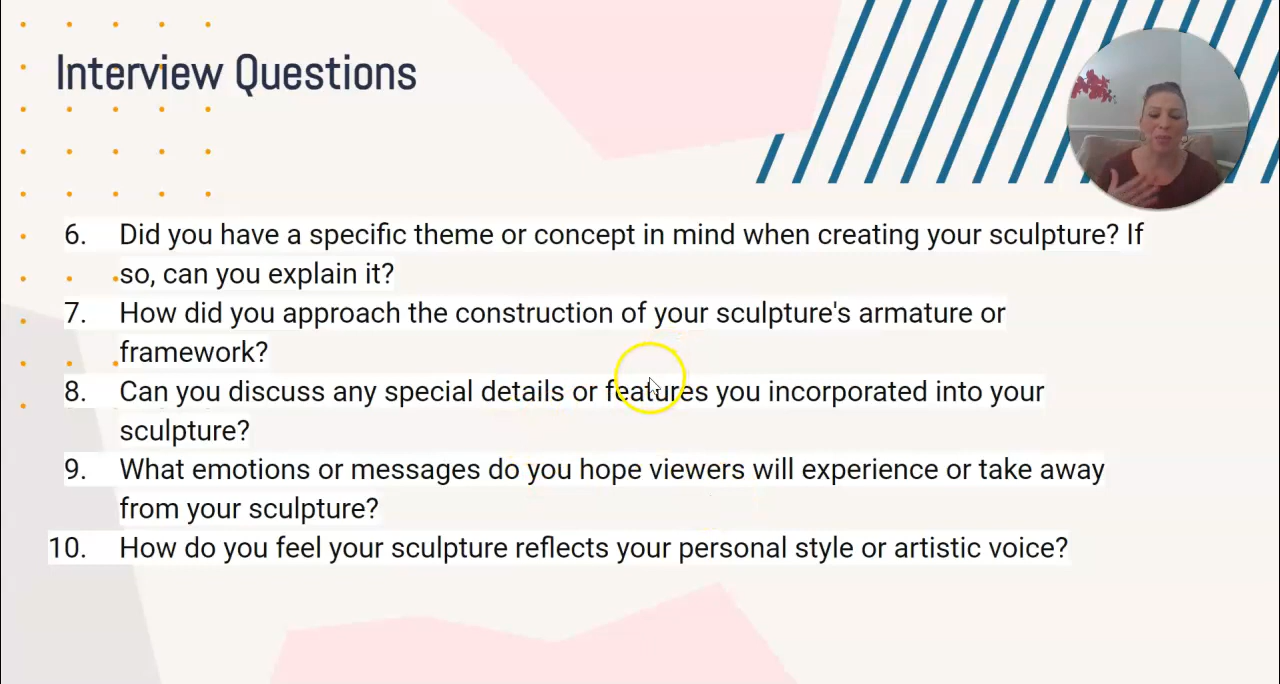 Interview Questions
6. Did you have a specific theme or concept in mind when creating your sculpture? If
so, can you explain it?
7. How did you approach the construction of your sculpture's armature or
framework?
8. Can you discuss any special details or features you incorporated into your
sculpture?
9. What emotions or messages do you hope viewers will experience or take away
from your sculpture?
10. How do you feel your sculpture reflects your personal style or artistic voice?